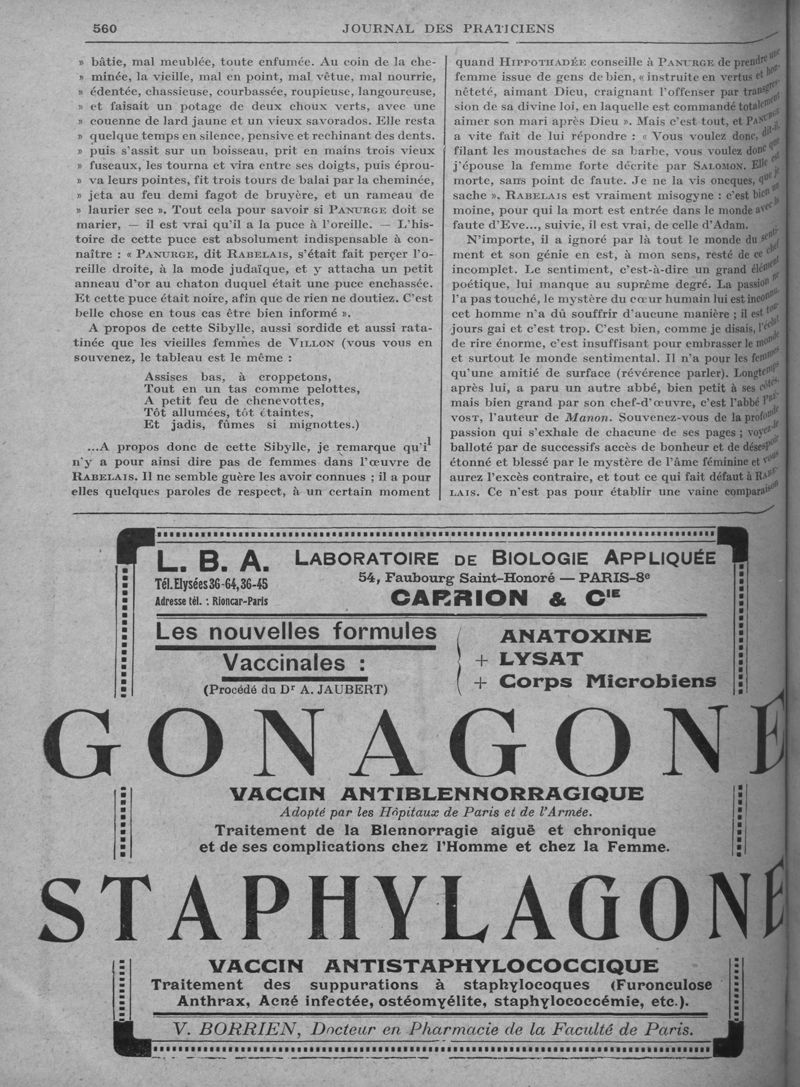 560
JOURNAL DES PRATICIENS
» bâtie, mal meublée, toute enfumée. Au coin de la che-
» minée, la vieille, mal en point, mal vêtue, mal nourrie,
» édentée, chassieuse, courbassée, roupieuse, langoureuse,
» et faisait un potage de deux choux verts, avec une
» couenne de lard jaune et un vieux savorados. Elle resta
» quelque temps en silence, pensive et rechinant des dents.
» puis s'assit sur un boisseau, prit en mains trois vieux
» fuseaux, les tourna et vira entre ses doigts, puis éprou-
» va leurs pointes, fit trois tours de balai par la cheminée,
» jeta au feu demi fagot de bruyère, et un rameau de
» laurier sec ». Tout cela pour savoir si PANURGE doit se
marier, — il est vrai qu'il a la puce à l'oreille. — L'his-
toire de cette puce est absolument indispensable à con-
naître : « PANURGE, dit RABELAIS, s'était fait perçer l'o-
reille droite, à la mode judaïque, et y attacha un petit
anneau d'or au chaton duquel était une puce enchassée.
Et cette puce était noire, afin que de rien ne doutiez. C'est
belle chose en tous cas être bien informé ».
A propos de cette Sibylle, aussi sordide et aussi rata-
tinée que les vieilles femmes de VILLON (vous vous en
souvenez, le tableau est le même :
Assises bas, à croppetons,
Tout en un tas comme pelottes,
A petit feu de chenevottes,
Tôt allumées, tôt étaintes,
Et jadis, fûmes si mignottes.)
...A propos donc de cette Sibylle, je remarque qu'il
n'y a pour ainsi dire pas de femmes dans l'œuvre de
RABELAIS. Il ne semble guère les avoir connues ; il a pour
elles quelques paroles de respect, à un certain moment
quand HIPPOTHADÉE conseille à PANURGE de prendre une
femme issue de gens de bien, « instruite en vertus et hon-
nêteté, aimant Dieu, craignant l'offenser par transgres-
sion de sa divine loi, en laquelle est commandé totalement
aimer son mari après Dieu ». Mais c'est tout, et PANURGE
a vite fait de lui répondre : « Vous voulez donc, dit-il,
filant les moustaches de sa barbe, vous voulez donc que
j'épouse la femme forte décrite par SALOMON. Elle est
morte, sans point de faute. Je ne la vis oncques, que je
sache ». RABELAIS est vraiment misogyne : c'est bien un
moine, pour qui la mort est entrée dans le monde avec la
faute d'Eve..., suivie, il est vrai, de celle d'Adam.
N'importe, il a ignoré par là tout le monde du senti-
ment et son génie en est, à mon sens, resté de ce chef
incomplet. Le sentiment, c'est-à-dire un grand élément
poétique, lui manque au suprême degré. La passion ne
l'a pas touché, le mystère du cœur humain lui est inconnu,
cet homme n'a dû souffrir d'aucune manière ; il est tou-
jours gai et c'est trop. C'est bien, comme je disais, l'éclat
de rire énorme, c'est insuffisant pour embrasser le monde
et surtout le monde sentimental. Il n'a pour les femmes
qu'une amitié de surface (révérence parler). Longtemps
après lui, a paru un autre abbé, bien petit à ses côtés,
mais bien grand par son chef-d'œuvre, c'est l'abbé PRÉ-
VOST, l'auteur de Manon. Souvenez-vous de la profonde
passion qui s'exhale de chacune de ses pages ; voyez-le
balloté par de successifs accès de bonheur et de désespoir
étonné et blessé par le mystère de l'âme féminine et vous
aurez l'excès contraire, et tout ce qui fait défaut à RABE-
LAIS. Ce n'est pas pour établir une vaine comparaison
L. B. A.
Tél. Elysées 36-64, 36-45
Adresse tél. : Rioncar-Paris
LABORATOIRE DE BIOLOGIE APPLIQUÉE
54, Faubourg Saint-Honoré — PARIS-8e
CARRION & CIE
Les nouvelles formules
Vaccinales :
(Procédé du Dr A. JAUBERT)
ANATOXINE
+ LYSAT
+ Corps Microbiens
GONAGONE
VACCIN ANTIBLENNORRAGIQUE
Adopté par les Hôpitaux de Paris et de l'Armée.
Traitement de la Blennorragie aiguë et chronique
et de ses complications chez l'Homme et chez la Femme.
STAPHYLAGONE
VACCIN ANTISTAPHYLOCOCCIQUE
Traitement des suppurations à staphylocoques (Furonculose
Anthrax, Acné infectée, ostéomyélite, staphylococcémie, etc.).
V. BORRIEN, Docteur en Pharmacie de la Faculté de Paris.